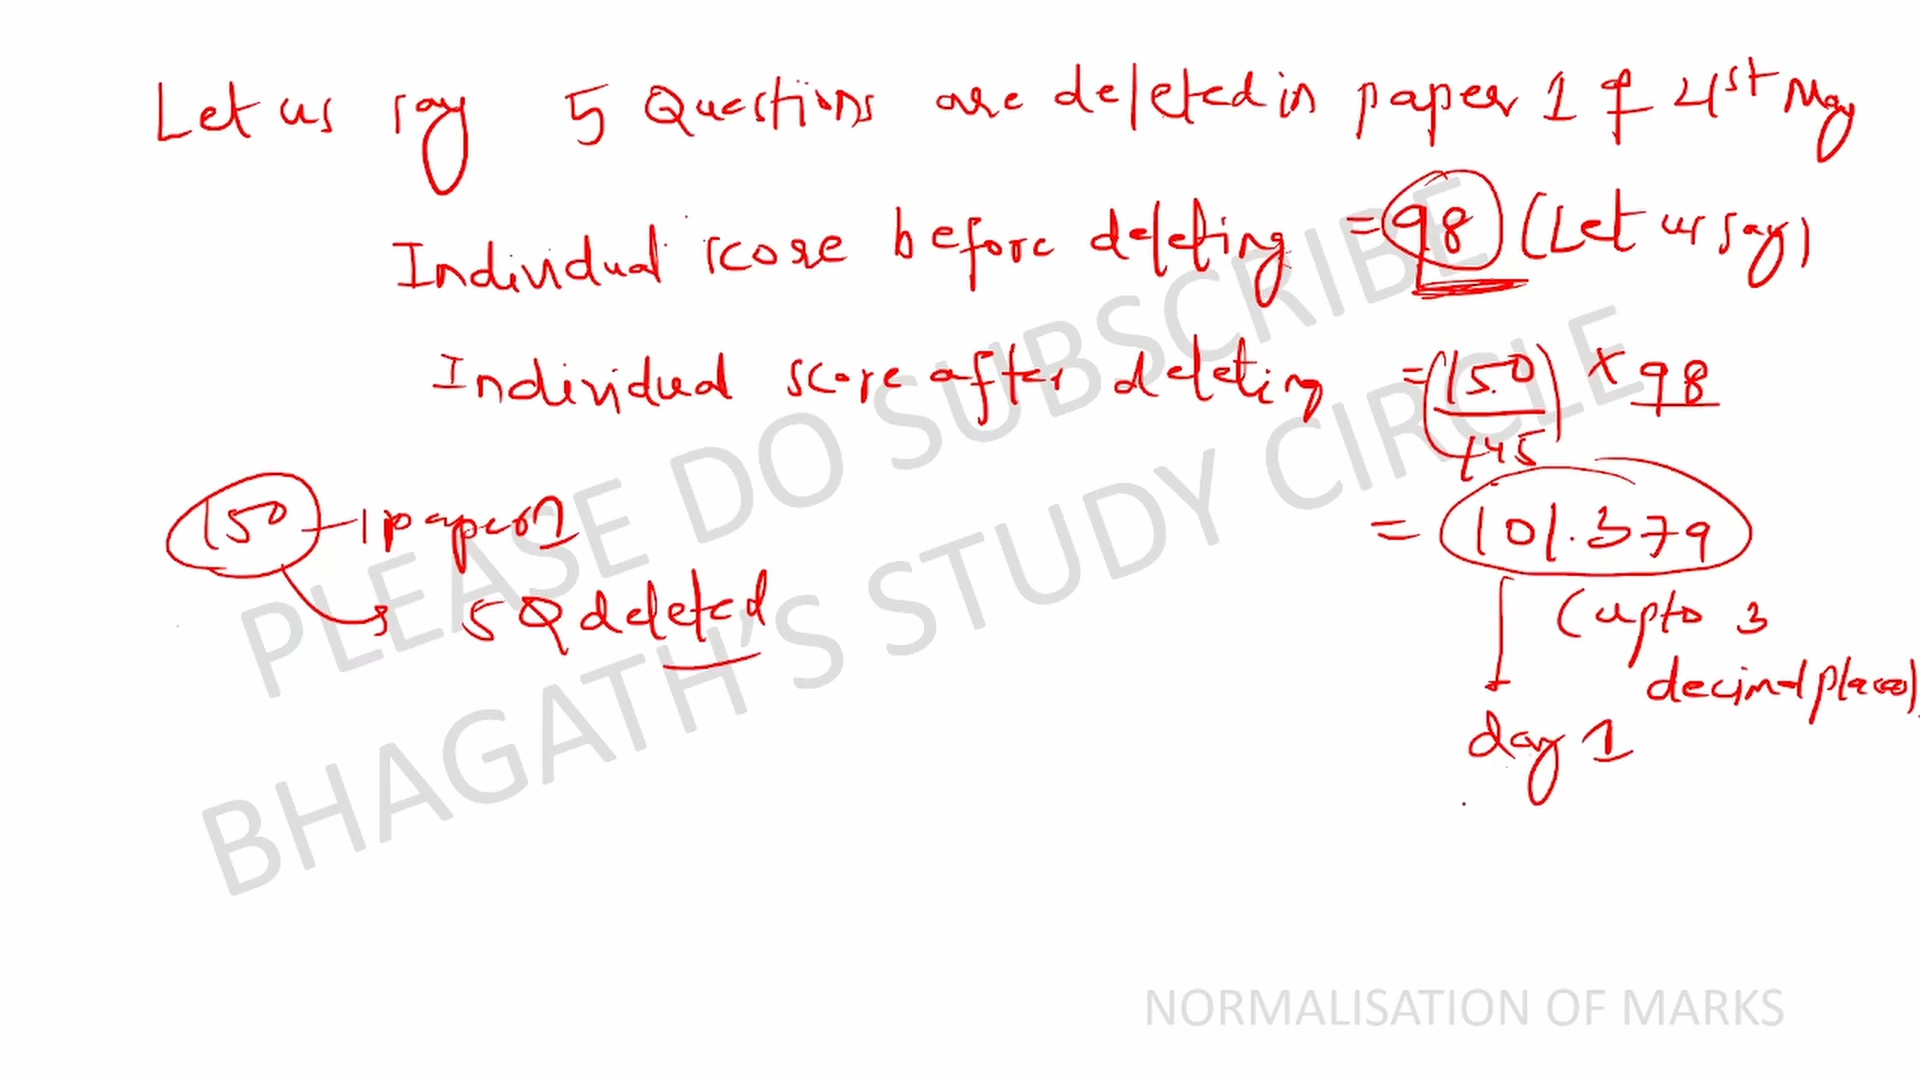 Let us say 5 Questions are deleted in paper 1 of 21st May
Individual score before deleting = 98 (Let us say)
Individual score after deleting = (150/145) × 98
150 - paper 1
= 101.379
5Q deleted
(upto 3 decimal places)
day 1
PLEASE DO SUBSCRIBE
BHAGATH'S STUDY CIRCLE
NORMALISATION OF MARKS